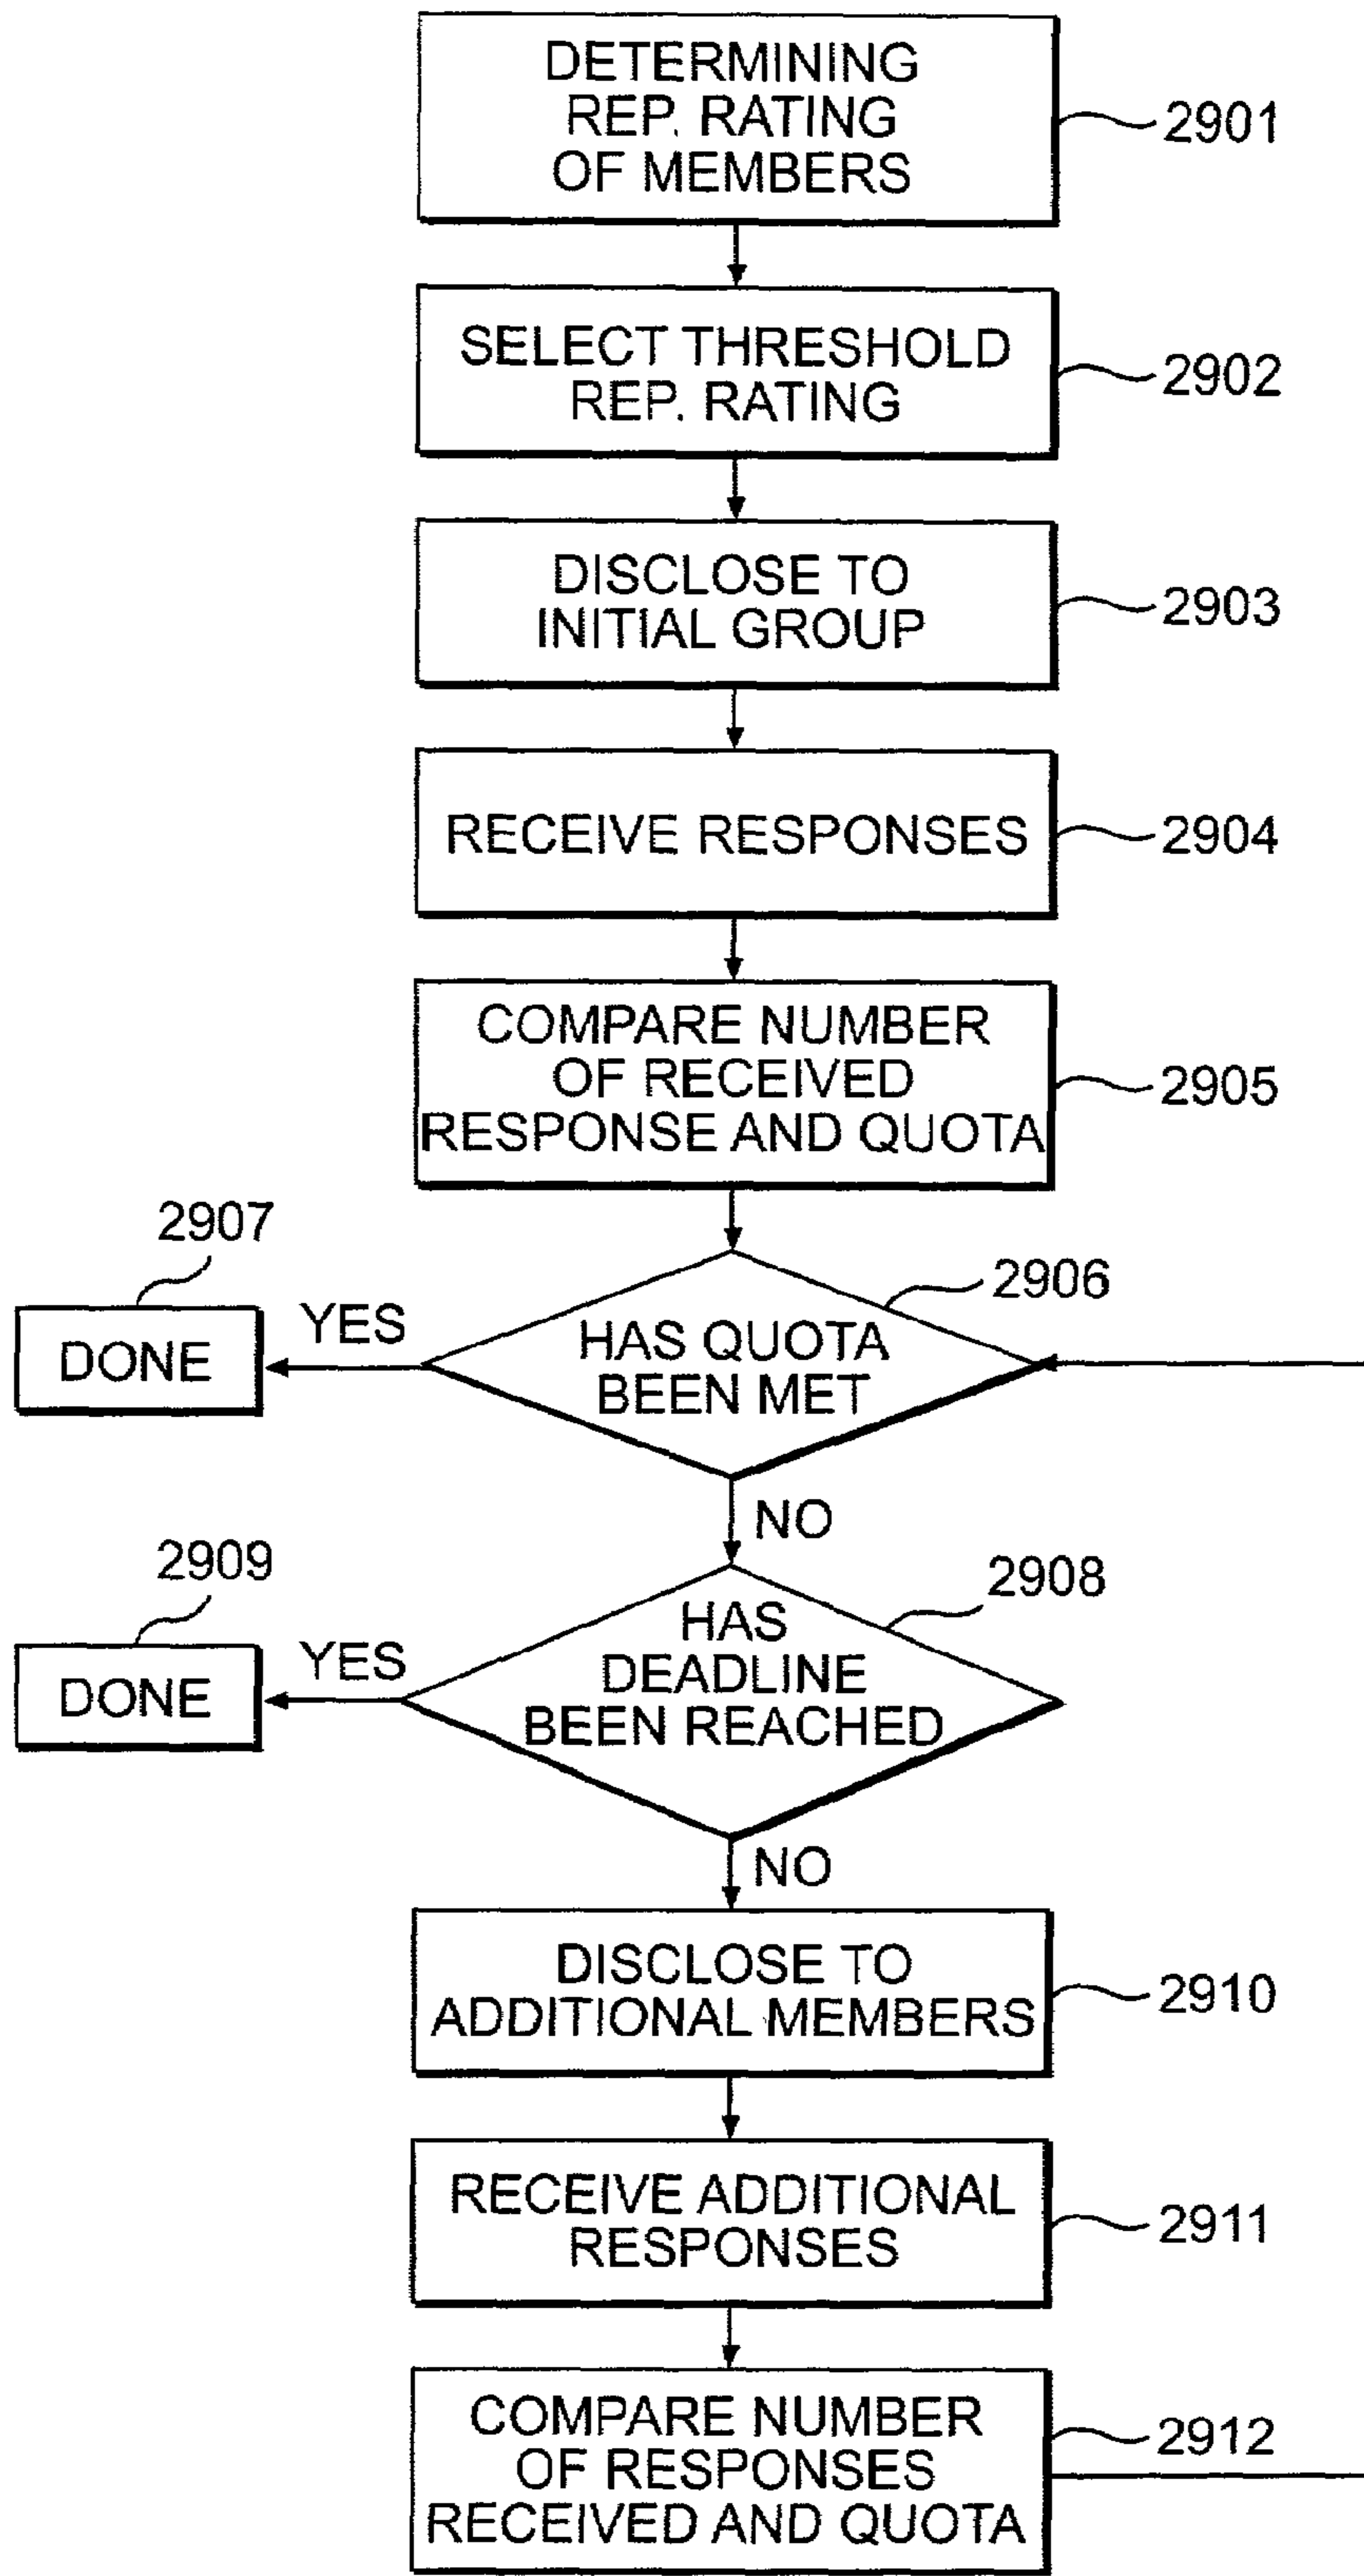 DETERMINING
REP. RATING
OF MEMBERS
2901
SELECT THRESHOLD
REP. RATING
2902
DISCLOSE TO
INITIAL GROUP
2903
RECEIVE RESPONSES
2904
COMPARE NUMBER
OF RECEIVED
RESPONSE AND QUOTA
2905
2907
DONE
YES
HAS QUOTA
BEEN MET
2906
NO
2909
DONE
YES
HAS
DEADLINE
BEEN REACHED
2908
NO
DISCLOSE TO
ADDITIONAL MEMBERS
2910
RECEIVE ADDITIONAL
RESPONSES
2911
COMPARE NUMBER
OF RESPONSES
RECEIVED AND QUOTA
2912